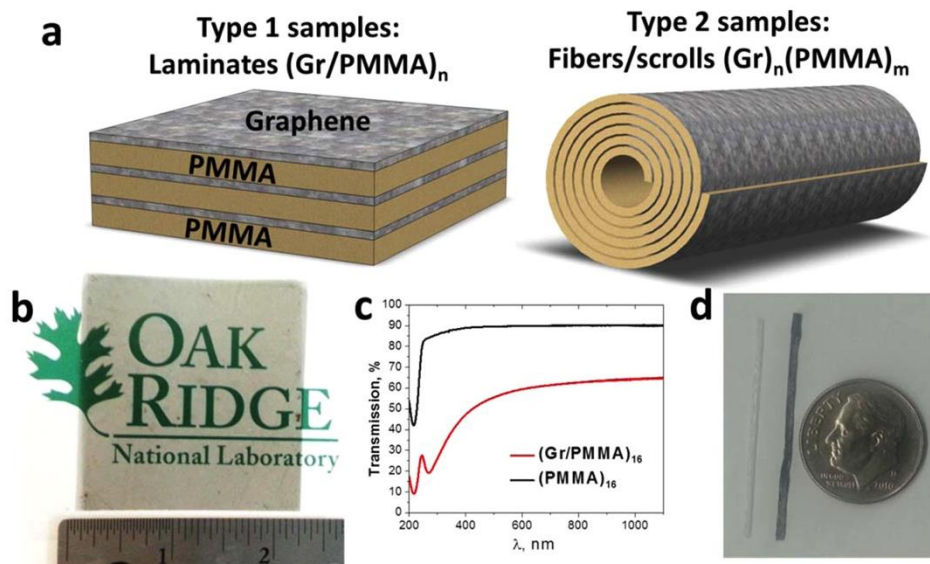 a
Type 1 samples:
Laminates (Gr/PMMA)n
Graphene
PMMA
PMMA
Type 2 samples:
Fibers/scrolls (Gr)n(PMMA)m
b
OAK
RIDGE
National Laboratory
1
2
c
Transmission, %
100
90
80
70
60
50
40
30
20
10
0
(Gr/PMMA)16
(PMMA)16
200 400 600 800 1000
λ, nm
d
LIBERTY
2010